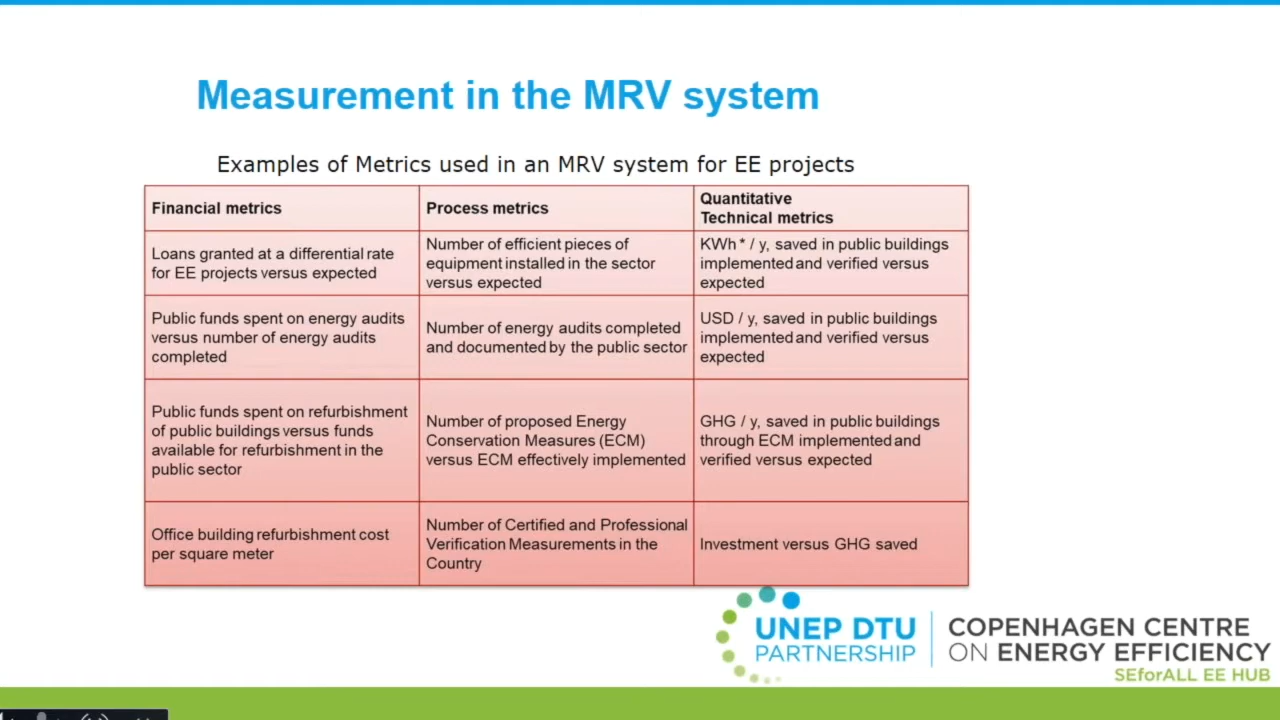 Measurement in the MRV system
Examples of Metrics used in an MRV system for EE projects
Financial metrics
Process metrics
Quantitative
Technical metrics
Loans granted at a differential rate
for EE projects versus expected
Number of efficient pieces of
equipment installed in the sector
versus expected
KWh * / y, saved in public buildings
implemented and verified versus
expected
Public funds spent on energy audits
versus number of energy audits
completed
Number of energy audits completed
and documented by the public sector
USD / y, saved in public buildings
implemented and verified versus
expected
Public funds spent on refurbishment
of public buildings versus funds
available for refurbishment in the
public sector
Number of proposed Energy
Conservation Measures (ECM)
versus ECM effectively implemented
GHG / y, saved in public buildings
through ECM implemented and
verified versus expected
Office building refurbishment cost
per square meter
Number of Certified and Professional
Verification Measurements in the
Country
Investment versus GHG saved
UNEP DTU
PARTNERSHIP
COPENHAGEN CENTRE
ON ENERGY EFFICIENCY
SEforALL EE HUB